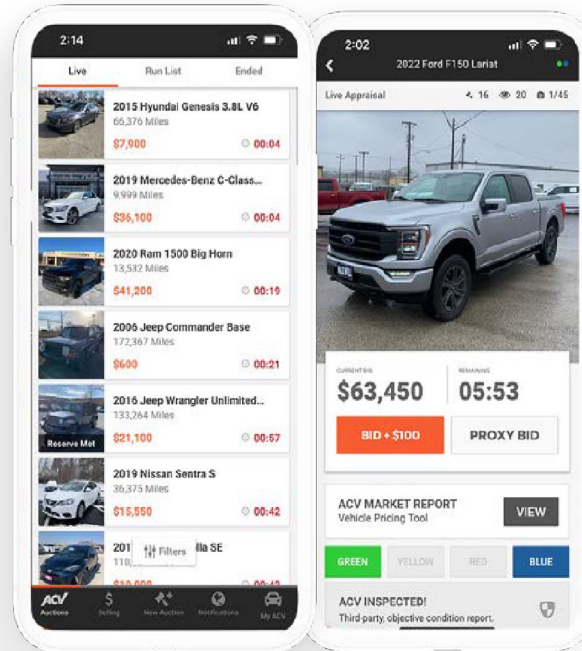 2:14
Live Run List Ended
2015 Hyundai Genesis 3.8L V6
66,376 Miles
$7,900 00:04
2019 Mercedes-Benz C-Class...
9,999 Miles
$36,100 00:04
2020 Ram 1500 Big Horn
13,532 Miles
$41,200 00:19
2006 Jeep Commander Base
172,367 Miles
$600 00:21
2016 Jeep Wrangler Unlimited...
133,264 Miles
Reserve Met
$21,100 00:57
2019 Nissan Sentra S
36,375 Miles
$15,550 00:42
201 lla SE
Filters
110,
ACV
Auctions Selling New Auction Notifications My ACV
2:02
2022 Ford F150 Lariat
Live Appraisal 16 20 1/45
CURRENT BID REMAINING
$63,450 05:53
BID + $100 PROXY BID
ACV MARKET REPORT
Vehicle Pricing Tool
VIEW
GREEN YELLOW RED BLUE
ACV INSPECTED!
Third-party, objective condition report.